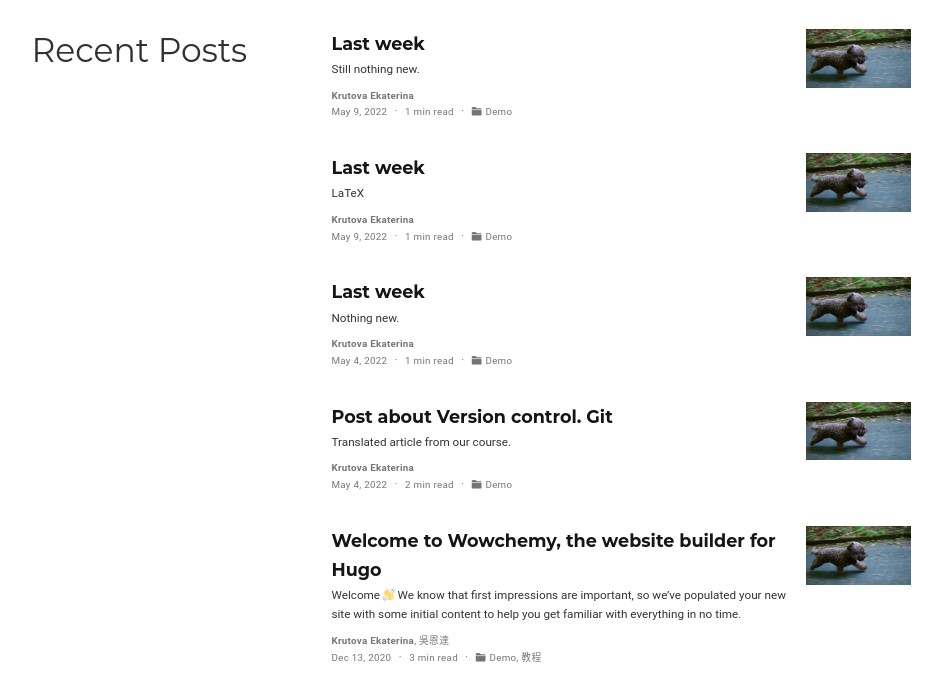 Recent Posts
Last week
Still nothing new.
Krutova Ekaterina
May 9, 2022 · 1 min read · Demo
Last week
LaTeX
Krutova Ekaterina
May 9, 2022 · 1 min read · Demo
Last week
Nothing new.
Krutova Ekaterina
May 4, 2022 · 1 min read · Demo
Post about Version control. Git
Translated article from our course.
Krutova Ekaterina
May 4, 2022 · 2 min read · Demo
Welcome to Wowchemy, the website builder for
Hugo
Welcome 👋 We know that first impressions are important, so we've populated your new
site with some initial content to help you get familiar with everything in no time.
Krutova Ekaterina, 吳恩達
Dec 13, 2020 · 3 min read · Demo, 教程